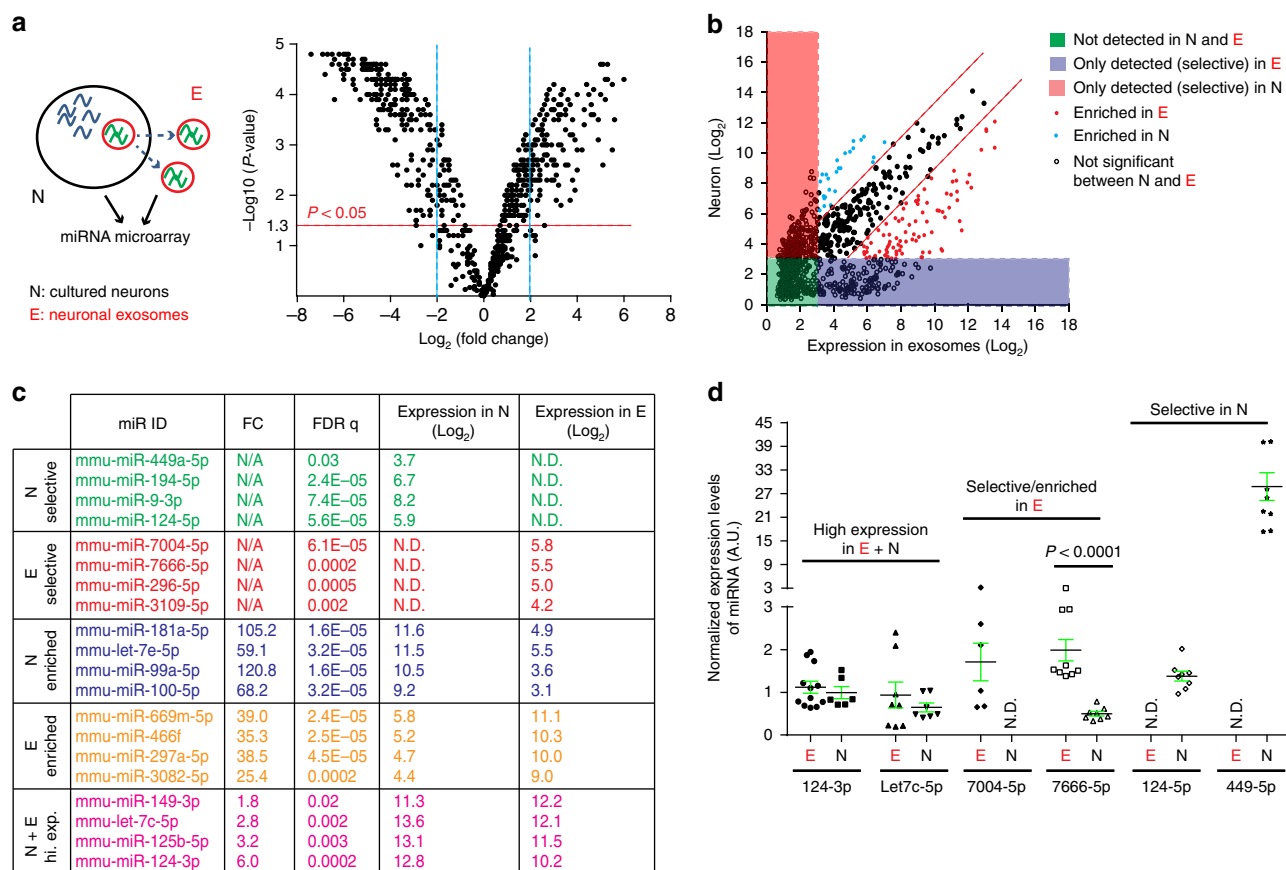 a
N
E
miRNA microarray
N: cultured neurons
E: neuronal exosomes
–Log10 (P-value)
5
4
3
2
1.3
1
P < 0.05
–8 –6 –4 –2 0 2 4 6 8
Log2 (fold change)
b
Neuron (Log2)
18
16
14
12
10
8
6
4
2
0
0 2 4 6 8 10 12 14 18
Expression in exosomes (Log2)
Not detected in N and E
Only detected (selective) in E
Only detected (selective) in N
Enriched in E
Enriched in N
Not significant
between N and E
c
miR ID FC FDR q Expression in N (Log2) Expression in E (Log2)
N selective
mmu-miR-449a-5p N/A 0.03 3.7 N.D.
mmu-miR-194-5p N/A 2.4E–05 6.7 N.D.
mmu-miR-9-3p N/A 7.4E–05 8.2 N.D.
mmu-miR-124-5p N/A 5.6E–05 5.9 N.D.
E selective
mmu-miR-7004-5p N/A 6.1E–05 N.D. 5.8
mmu-miR-7666-5p N/A 0.0002 N.D. 5.5
mmu-miR-296-5p N/A 0.0005 N.D. 5.0
mmu-miR-3109-5p N/A 0.002 N.D. 4.2
N enriched
mmu-miR-181a-5p 105.2 1.6E–05 11.6 4.9
mmu-let-7e-5p 59.1 3.2E–05 11.5 5.5
mmu-miR-99a-5p 120.8 1.6E–05 10.5 3.6
mmu-miR-100-5p 68.2 3.2E–05 9.2 3.1
E enriched
mmu-miR-669m-5p 39.0 2.4E–05 5.8 11.1
mmu-miR-466f 35.3 2.5E–05 5.2 10.3
mmu-miR-297a-5p 38.5 4.5E–05 4.7 10.0
mmu-miR-3082-5p 25.4 0.0002 4.4 9.0
N + E hi. exp.
mmu-miR-149-3p 1.8 0.02 11.3 12.2
mmu-let-7c-5p 2.8 0.002 13.6 12.1
mmu-miR-125b-5p 3.2 0.003 13.1 11.5
mmu-miR-124-3p 6.0 0.0002 12.8 10.2
d
Normalized expression levels
of miRNA (A.U.)
45
39
33
27
21
15
9
3
3
2
1
0
High expression
in E + N
Selective/enriched
in E
P < 0.0001
Selective in N
N.D.
N.D.
N.D.
E N E N E N E N E N E N
124-3p Let7c-5p 7004-5p 7666-5p 124-5p 449-5p